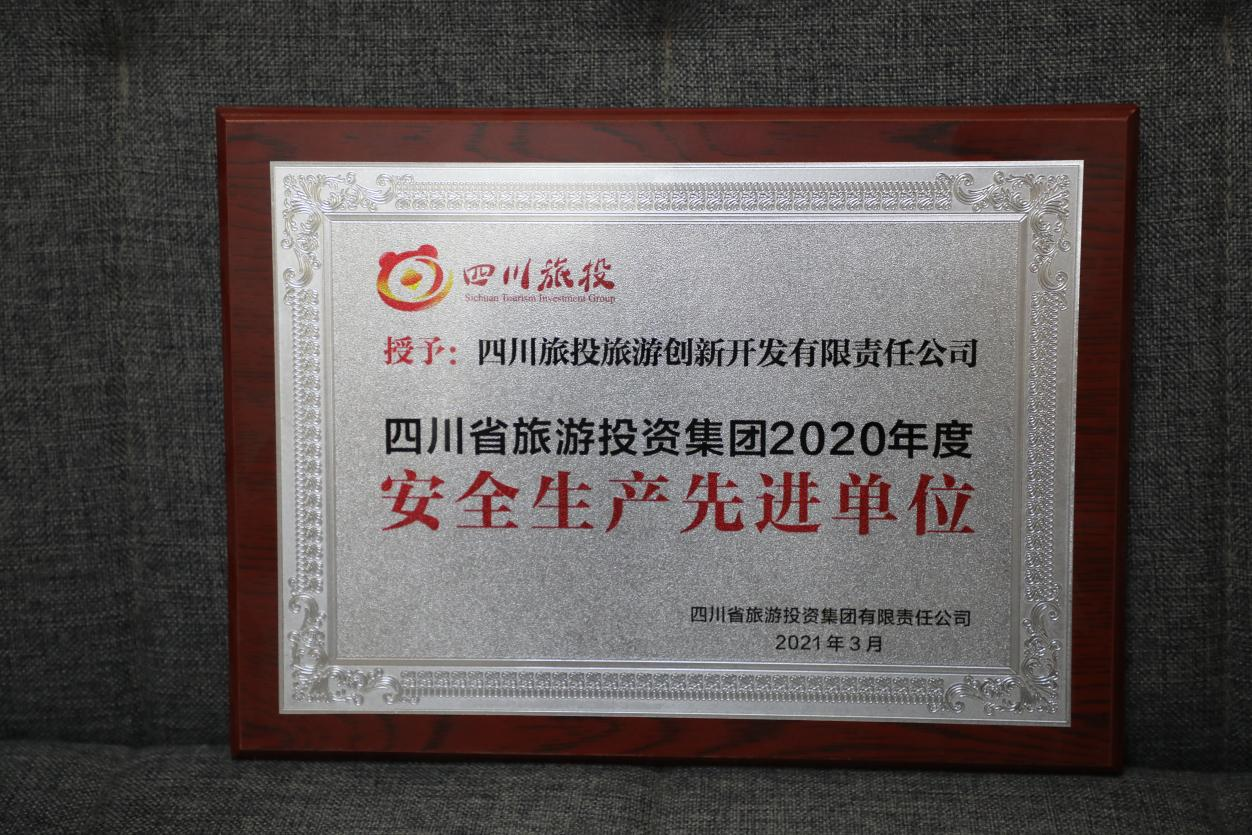 四川旅投
Sichuan Tourism Investment Group
授予：四川旅投旅游创新开发有限责任公司
四川省旅游投资集团2020年度
安全生产先进单位
四川省旅游投资集团有限责任公司
2021年3月